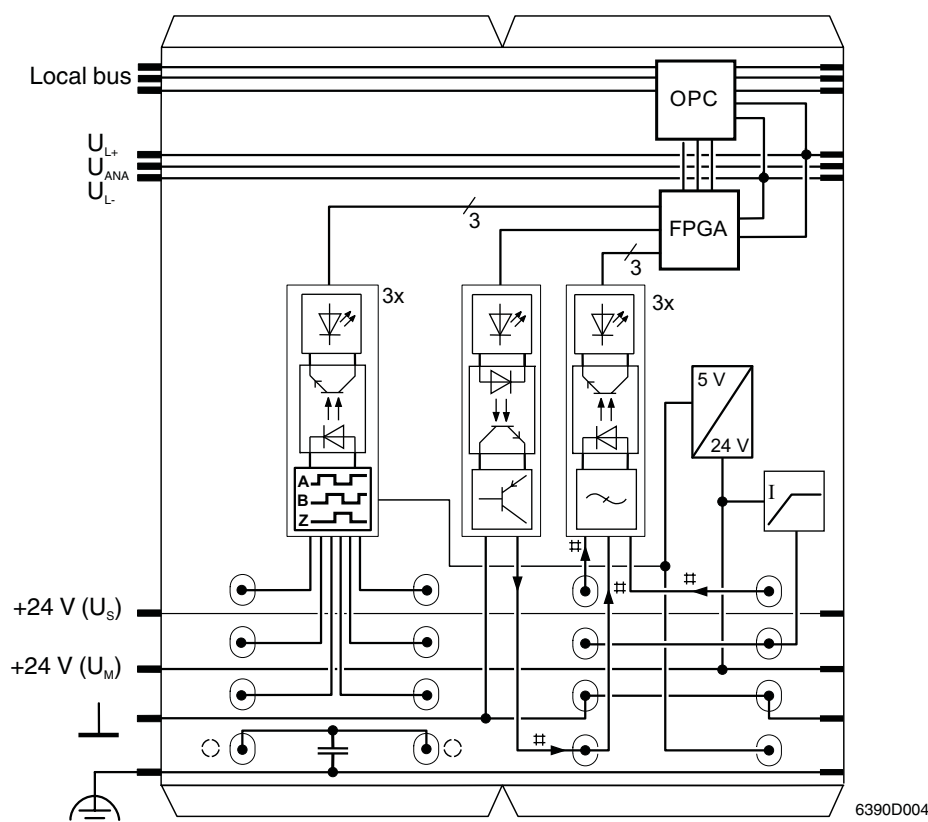 Local bus
OPC
U_L+
U_ANA
U_L-
FPGA
3
3
3x
3x
5 V
24 V
I
A
B
Z
#
#
#
+24 V (U_S)
+24 V (U_M)
#
6390D004